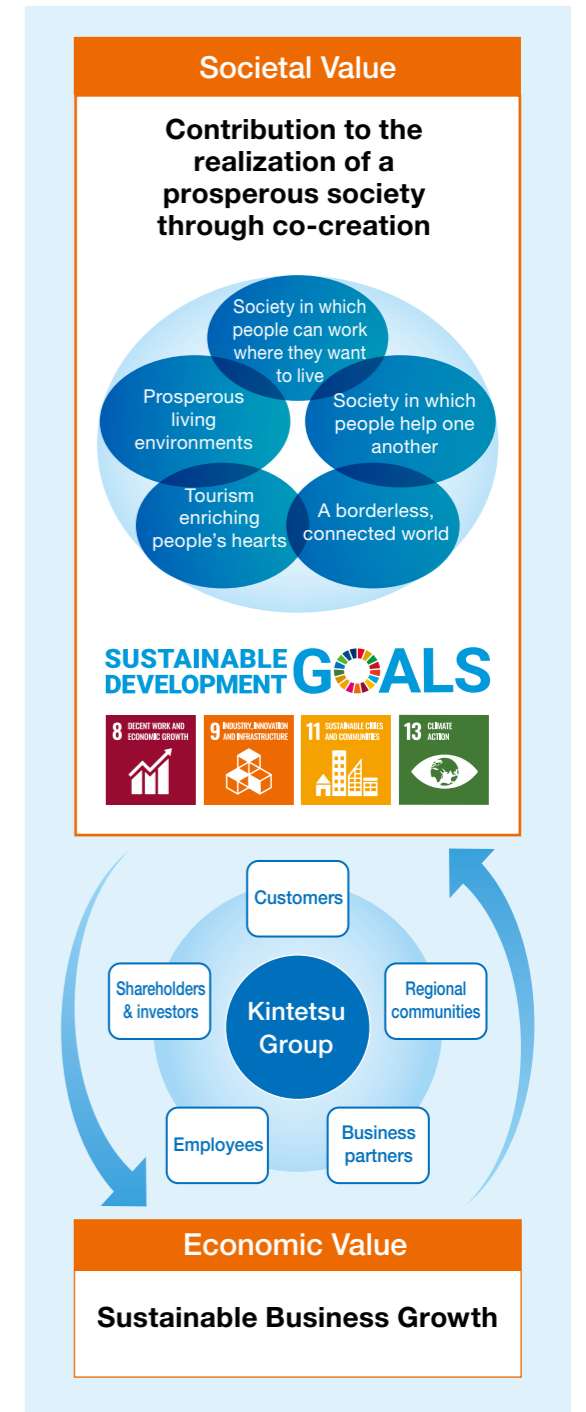 Societal Value
Contribution to the
realization of a
prosperous society
through co-creation
Society in which
people can work
where they want
to live
Prosperous
living
environments
Society in which
people help one
another
Tourism
enriching
people's hearts
A borderless,
connected world
SUSTAINABLE
DEVELOPMENT
GOALS
8 DECENT WORK AND
ECONOMIC GROWTH
9 INDUSTRY, INNOVATION
AND INFRASTRUCTURE
11 SUSTAINABLE CITIES
AND COMMUNITIES
13 CLIMATE
ACTION
Customers
Shareholders
& investors
Kintetsu
Group
Regional
communities
Employees
Business
partners
Economic Value
Sustainable Business Growth